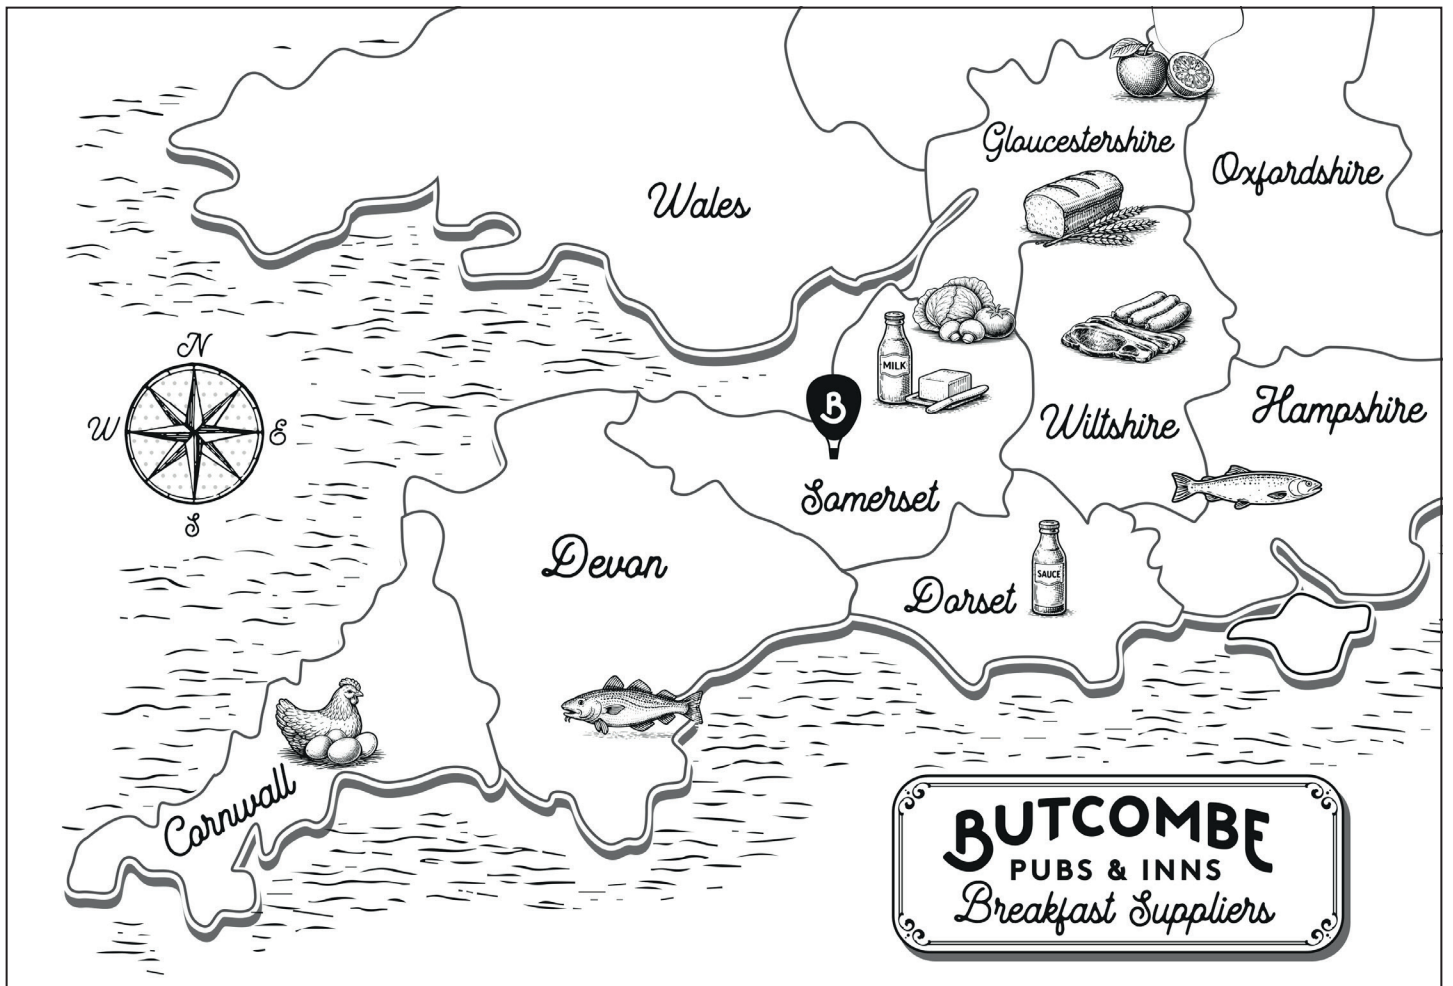 Gloucestershire
Oxfordshire
Wales
N
W
E
S
MILK
B
Hampshire
Wiltshire
Somerset
Devon
SAUCE
Dorset
Cornwall
BUTCOMBE
PUBS & INNS
Breakfast Suppliers